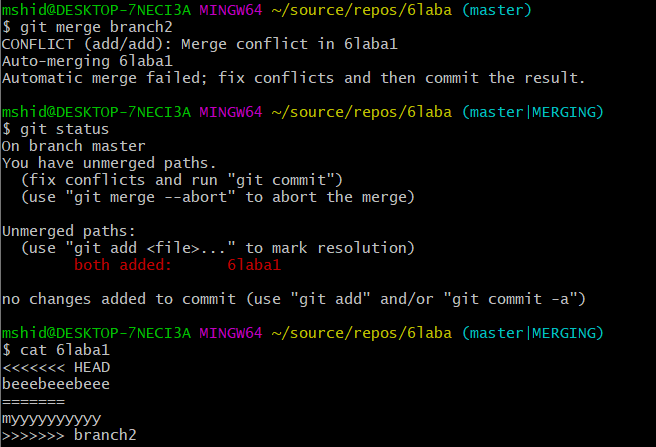 mshid@DESKTOP-7NECI3A MINGW64 ~/source/repos/6laba (master)
$ git merge branch2
CONFLICT (add/add): Merge conflict in 6laba1
Auto-merging 6laba1
Automatic merge failed; fix conflicts and then commit the result.

mshid@DESKTOP-7NECI3A MINGW64 ~/source/repos/6laba (master|MERGING)
$ git status
On branch master
You have unmerged paths.
  (fix conflicts and run "git commit")
  (use "git merge --abort" to abort the merge)

Unmerged paths:
  (use "git add <file>..." to mark resolution)
        both added:      6laba1

no changes added to commit (use "git add" and/or "git commit -a")

mshid@DESKTOP-7NECI3A MINGW64 ~/source/repos/6laba (master|MERGING)
$ cat 6laba1
<<<<<<< HEAD
beeebeeebeee
=======
myyyyyyyyyy
>>>>>>> branch2